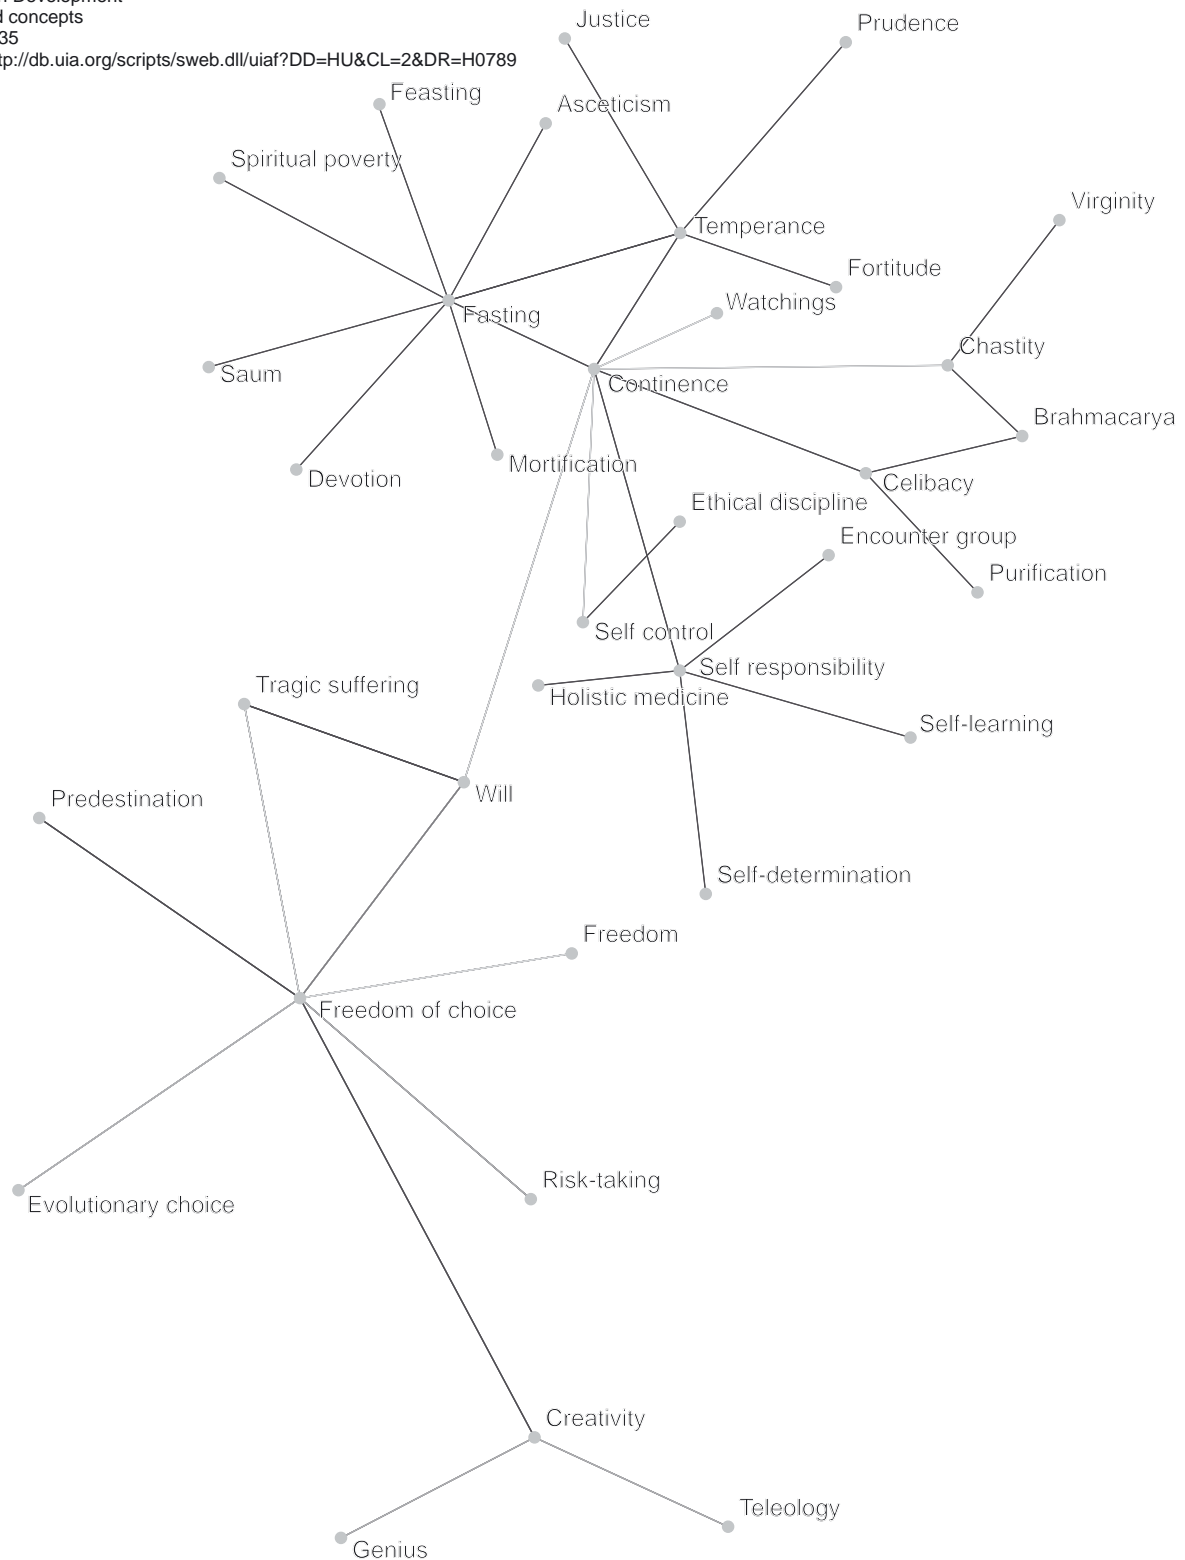 Development
concepts
35
tp://db.uia.org/scripts/sweb.dll/uiaf?DD=HU&CL=2&DR=H0789
Justice
Prudence
Feasting
Asceticism
Spiritual poverty
Virginity
Temperance
Fortitude
Watchings
Fasting
Chastity
Saum
Continence
Brahmacarya
Mortification
Devotion
Celibacy
Ethical discipline
Encounter group
Purification
Self control
Self responsibility
Tragic suffering
Holistic medicine
Self-learning
Will
Predestination
Self-determination
Freedom
Freedom of choice
Risk-taking
Evolutionary choice
Creativity
Teleology
Genius